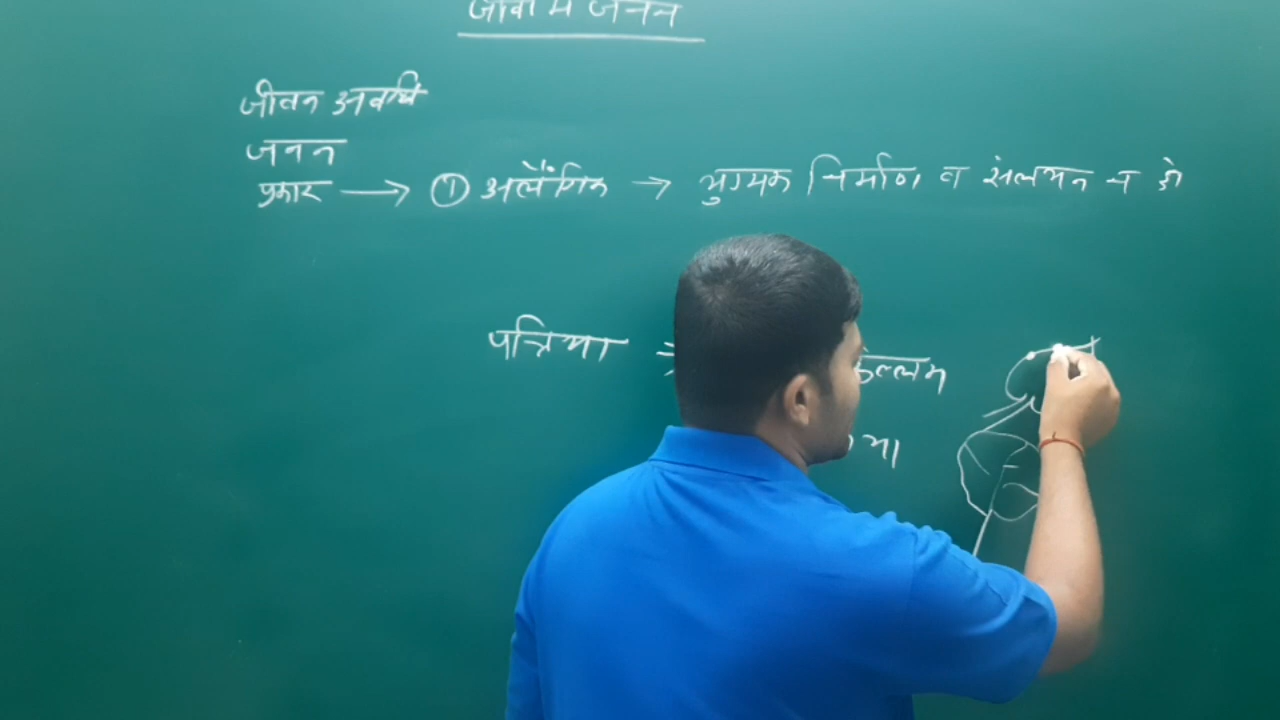 जीवों में जनन
जीवन अवधि
जनन
प्रकार → ① अलैंगिक → युग्मक निर्माण व संलयन न हो
पत्तियाँ